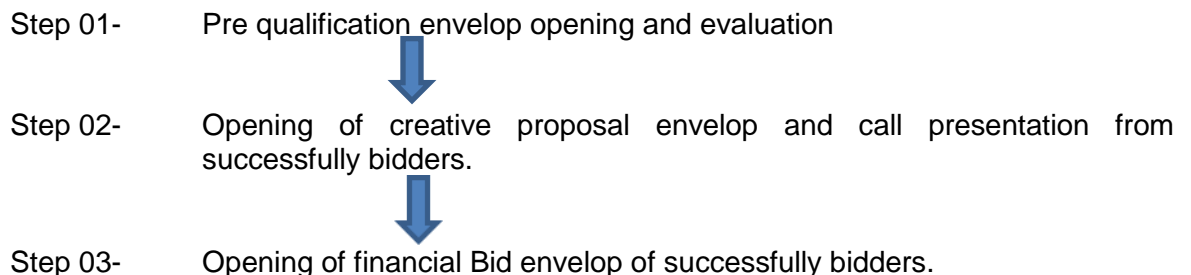 Step 01- Pre qualification envelop opening and evaluation
Step 02- Opening of creative proposal envelop and call presentation from
successfully bidders.
Step 03- Opening of financial Bid envelop of successfully bidders.